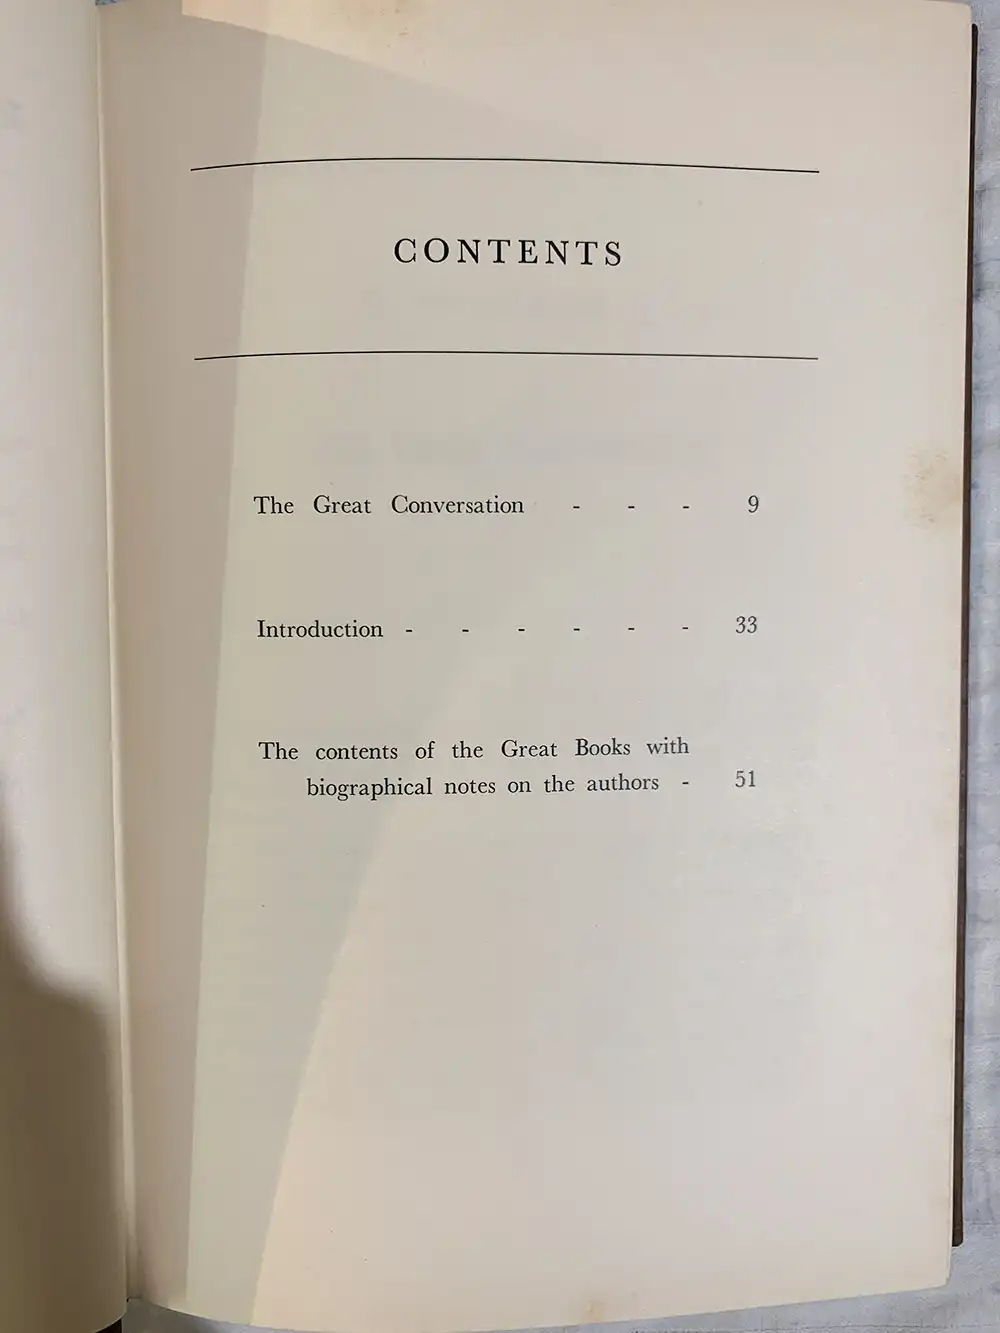 CONTENTS
The Great Conversation - - - 9
Introduction - - - - - - 33
The contents of the Great Books with
biographical notes on the authors - 51